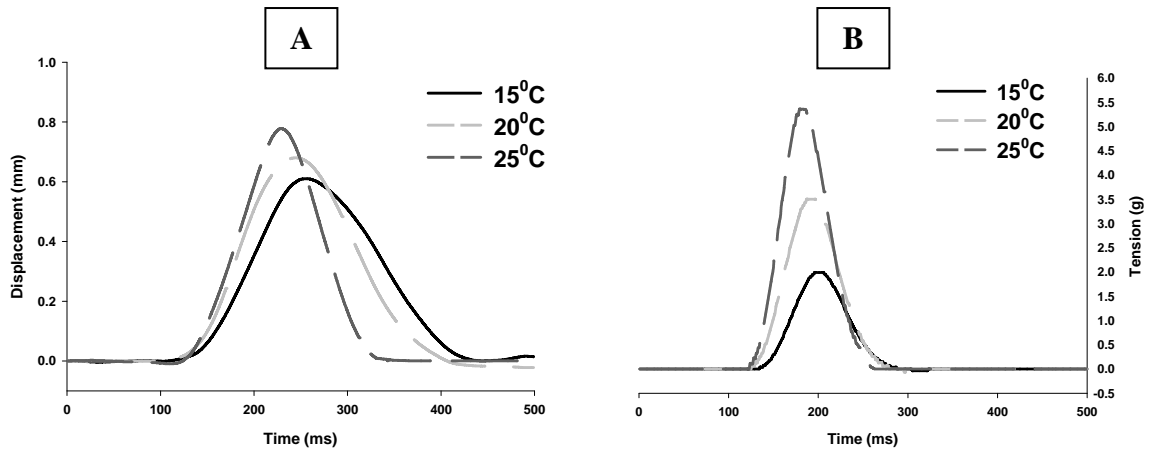 A
1.0
0.8
0.6
0.4
0.2
0.0
Displacement (mm)
15⁰C
20⁰C
25⁰C
0 100 200 300 400 500
Time (ms)
B
6.0
5.5
5.0
4.5
4.0
3.5
3.0
2.5
2.0
1.5
1.0
0.5
0.0
-0.5
Tension (g)
15⁰C
20⁰C
25⁰C
0 100 200 300 400 500
Time (ms)